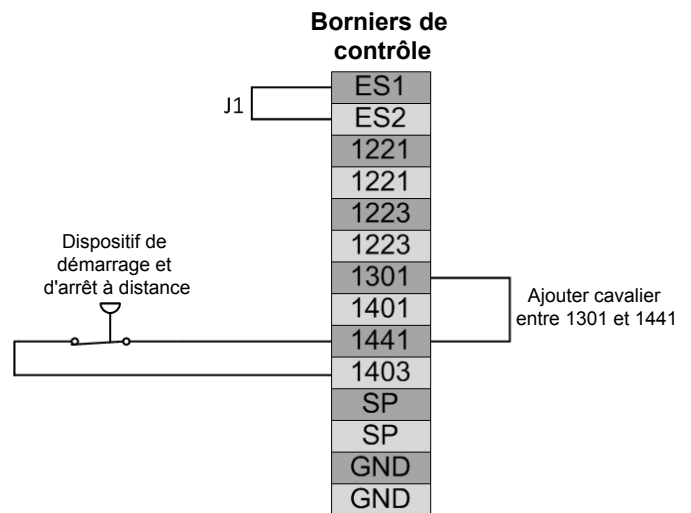 Borniers de
contrôle
J1
ES1
ES2
1221
1221
1223
1223
Dispositif de
démarrage et
d'arrêt à distance
1301
1401
1441
1403
Ajouter cavalier
entre 1301 et 1441
SP
SP
GND
GND